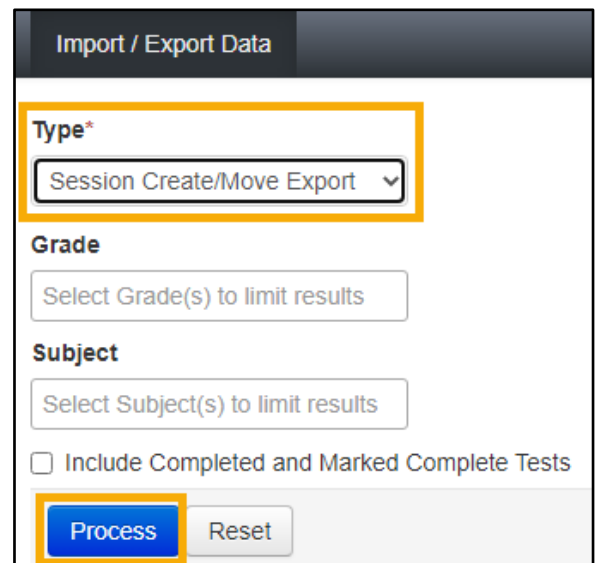 Import / Export Data
Type*
Session Create/Move Export
Grade
Select Grade(s) to limit results
Subject
Select Subject(s) to limit results
Include Completed and Marked Complete Tests
Process Reset